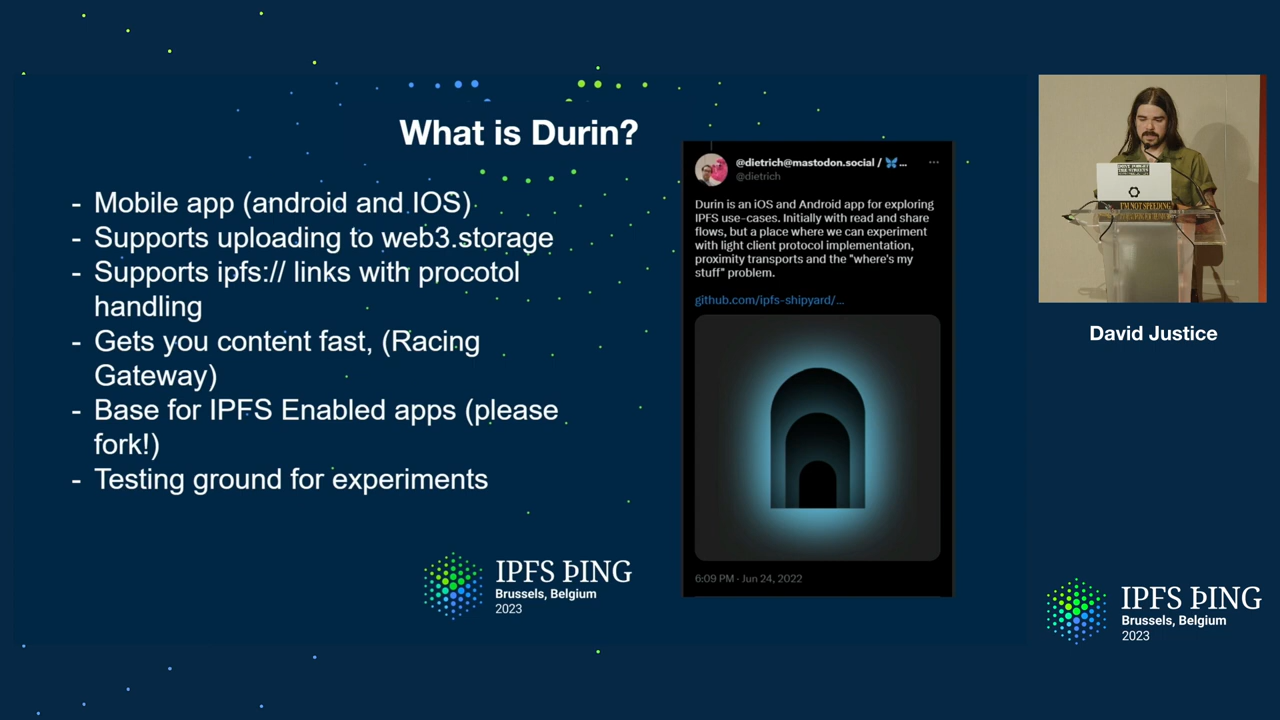 What is Durin?
- Mobile app (android and IOS)
- Supports uploading to web3.storage
- Supports ipfs:// links with procotol
handling
- Gets you content fast, (Racing
Gateway)
- Base for IPFS Enabled apps (please
fork!)
- Testing ground for experiments
@dietrich@mastodon.social / 🦋...
@dietrich
Durin is an iOS and Android app for exploring
IPFS use-cases. Initially with read and share
flows, but a place where we can experiment
with light client protocol implementation,
proximity transports and the "where's my
stuff" problem.
github.com/ipfs-shipyard/...
6:09 PM · Jun 24, 2022
IPFS ÞING
Brussels, Belgium
2023
I'M NOT SPEEDING
David Justice
IPFS ÞING
Brussels, Belgium
2023